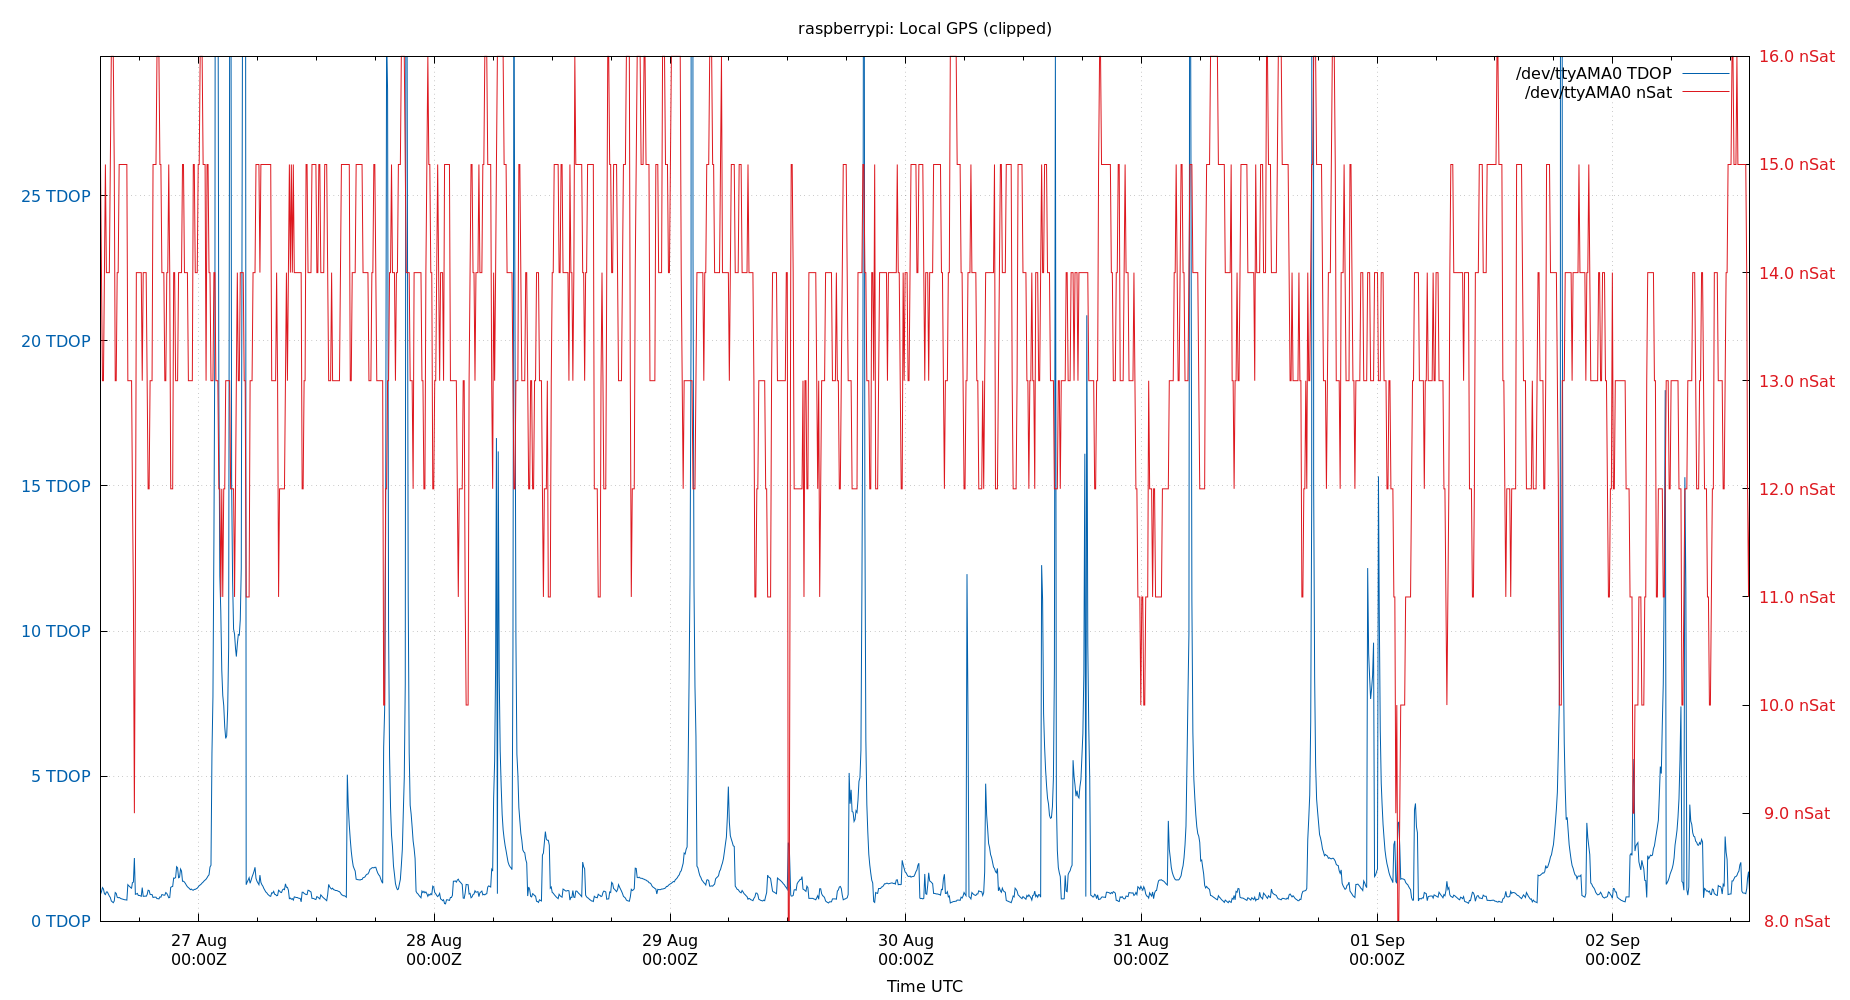 raspberrypi: Local GPS (clipped)
/dev/ttyAMA0 TDOP
/dev/ttyAMA0 nSat
25 TDOP
20 TDOP
15 TDOP
10 TDOP
5 TDOP
0 TDOP
16.0 nSat
15.0 nSat
14.0 nSat
13.0 nSat
12.0 nSat
11.0 nSat
10.0 nSat
9.0 nSat
8.0 nSat
27 Aug 28 Aug 29 Aug 30 Aug 31 Aug 01 Sep 02 Sep
00:00Z 00:00Z 00:00Z 00:00Z 00:00Z 00:00Z 00:00Z
Time UTC